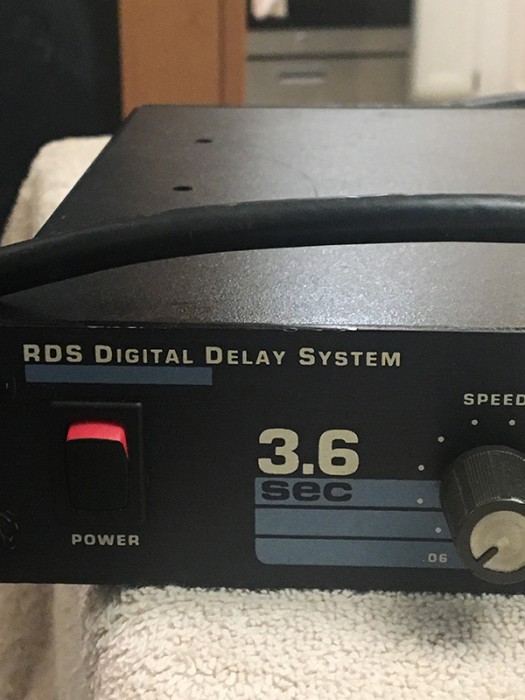 RDS DIGITAL DELAY SYSTEM
SPEED
3.6
sec
POWER
.06